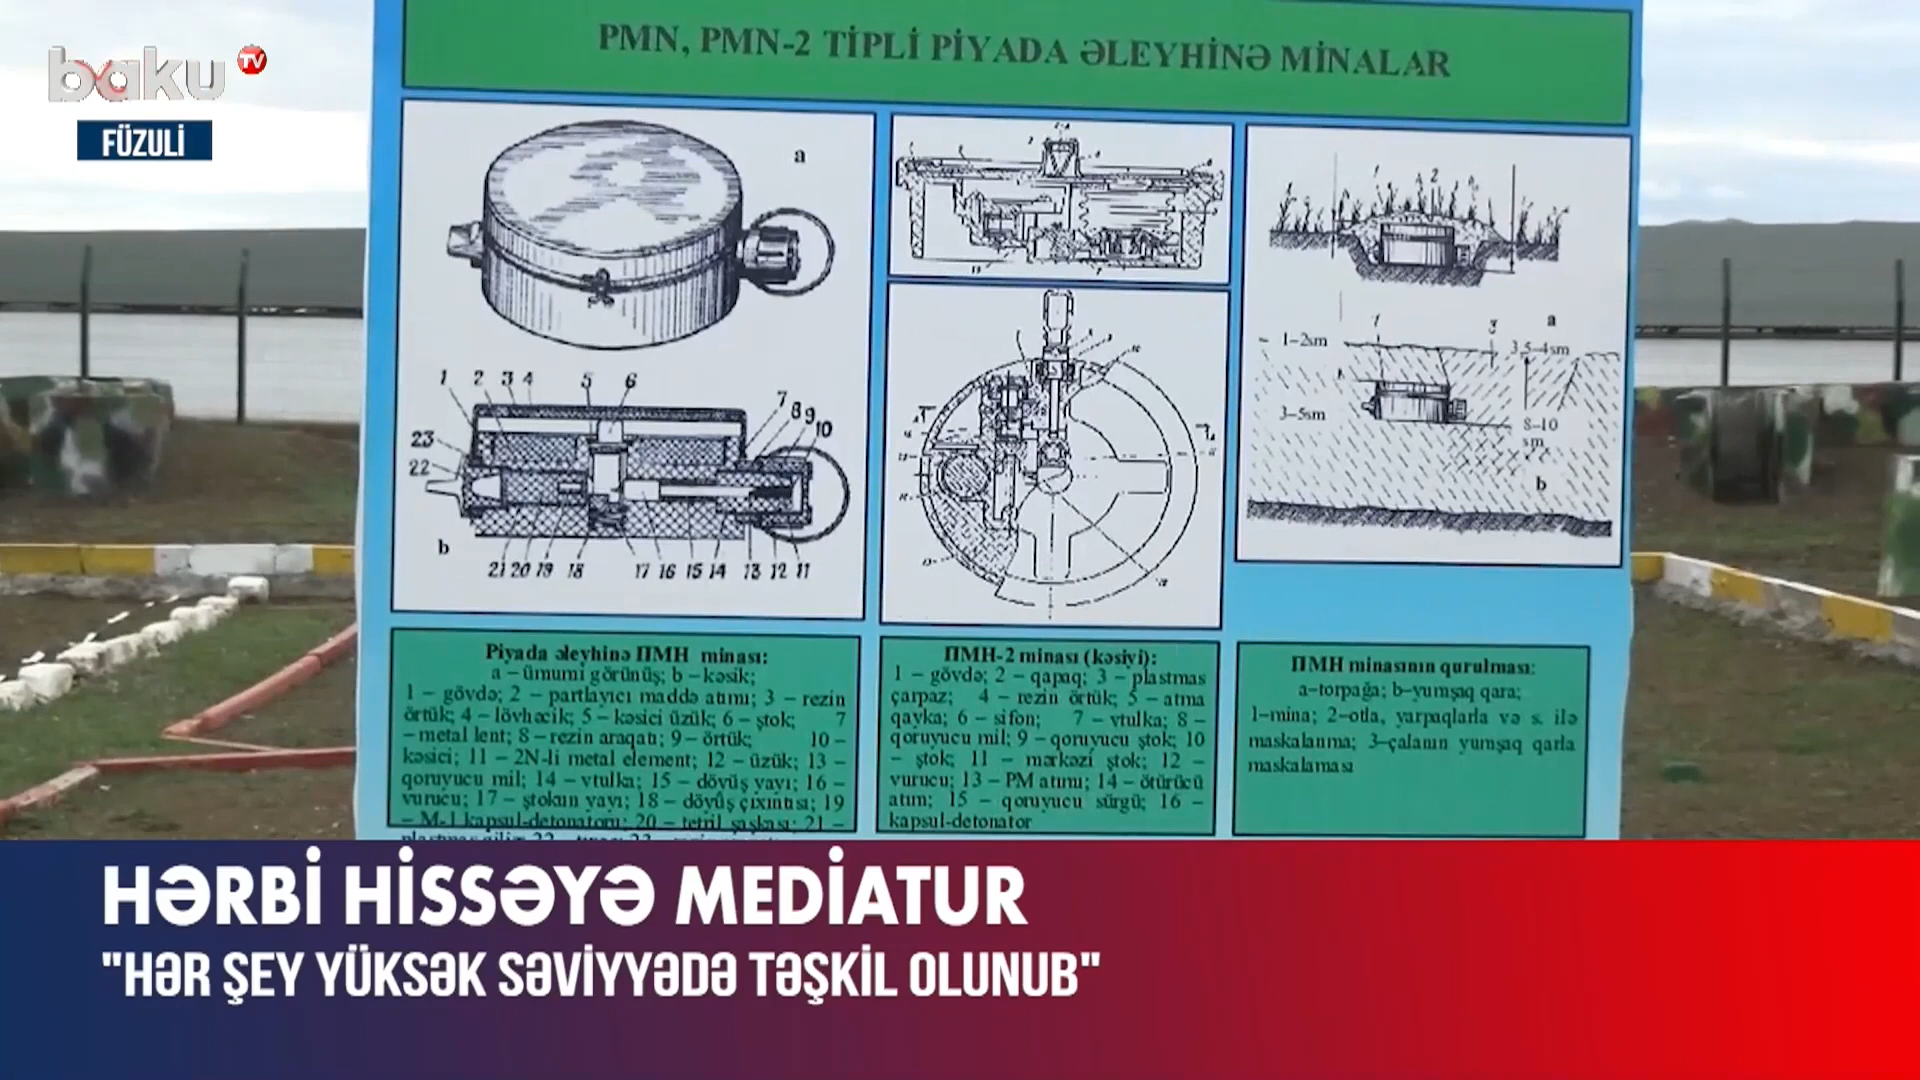 baku TV
FÜZULİ
PMN, PMN-2 TİPLİ PİYADA ƏLEYHİNƏ MİNALAR
a
1 2 3 4 5 6
7 8 9 10
23
22
b
21 20 19 18 17 16 15 14 13 12 11
a
1–2sm
3,5–4sm
3–5sm
8–10
sm
b
Piyada əleyhinə ПМН minası:
a – ümumi görünüş; b – kəsik;
1 – gövdə; 2 – partlayıcı maddə atımı; 3 – rezin
örtük; 4 – lövhəcik; 5 – kəsici üzük; 6 – ştok; 7
– metal lent; 8 – rezin araqatı; 9 – örtük; 10 –
kəsici; 11 – 2N-li metal element; 12 – üzük; 13 –
qoruyucu mil; 14 – vtulka; 15 – döyüş yayı; 16 –
vurucu; 17 – ştokun yayı; 18 – döyüş çıxıntısı; 19
– M-1 kapsul-detonatoru; 20 – tetril şaşkası; 21 –
ПМН-2 minası (kəsiyi):
1 – gövdə; 2 – qapaq; 3 – plastmas
çarpaz; 4 – rezin örtük; 5 – atma
qayka; 6 – sifon; 7 – vtulka; 8 –
qoruyucu mil; 9 – qoruyucu ştok; 10
– ştok; 11 – mərkəzi ştok; 12 –
vurucu; 13 – PM atımı; 14 – ötürücü
atım; 15 – qoruyucu sürgü; 16 –
kapsul-detonator
ПМН minasının qurulması:
a–torpağa; b–yumşaq qara;
1–mina; 2–otla, yarpaqlarla və s. ilə
maskalanma; 3–çalanın yumşaq qarla
maskalaması
HƏRBİ HİSSƏYƏ MEDİATUR
"HƏR ŞEY YÜKSƏK SƏVİYYƏDƏ TƏŞKİL OLUNUB"